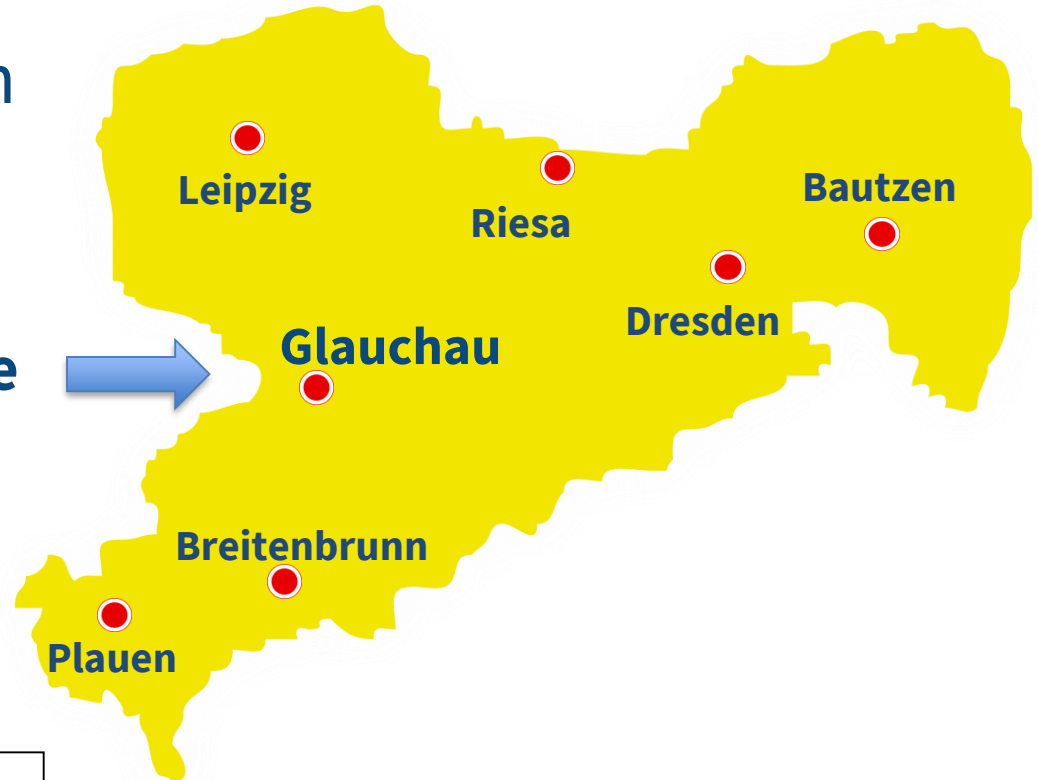 Leipzig
Bautzen
Riesa
Dresden
Glauchau
Breitenbrunn
Plauen